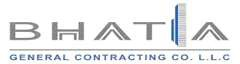 BHATIA
GENERAL CONTRACTING CO. L.L.C